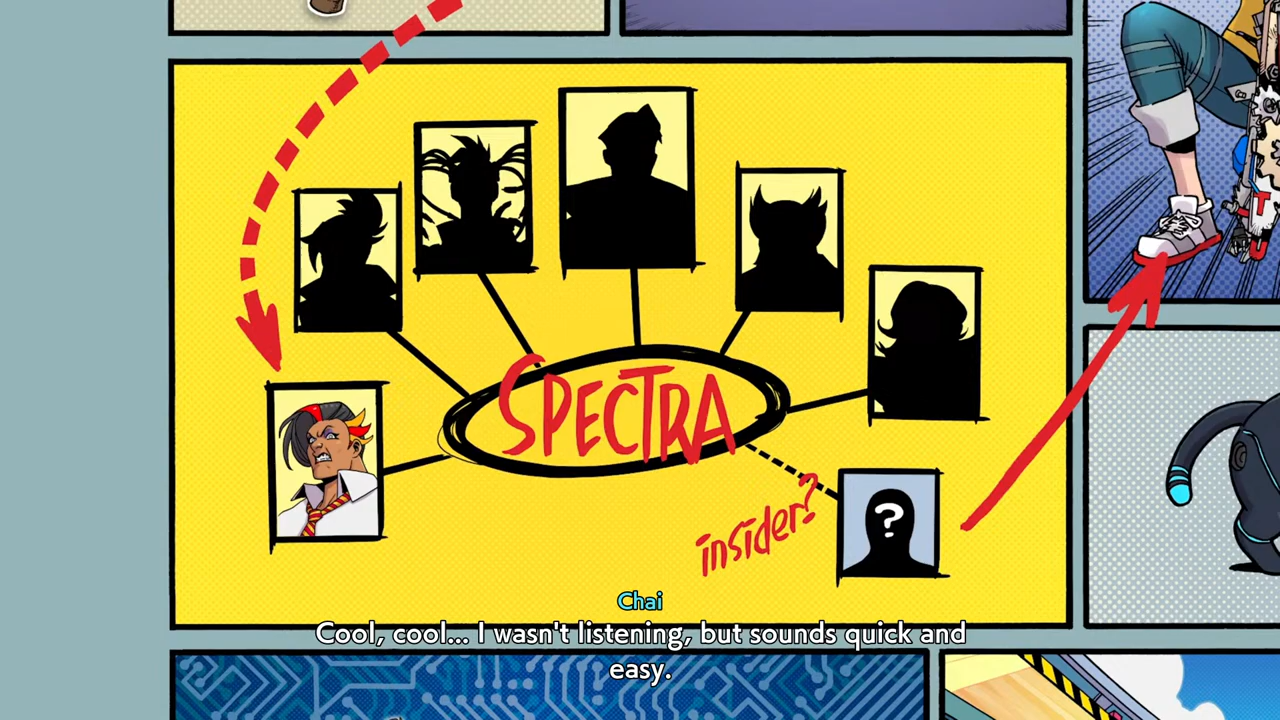 SPECTRA
insider?
?
Chai
Cool, cool... I wasn't listening, but sounds quick and
easy.